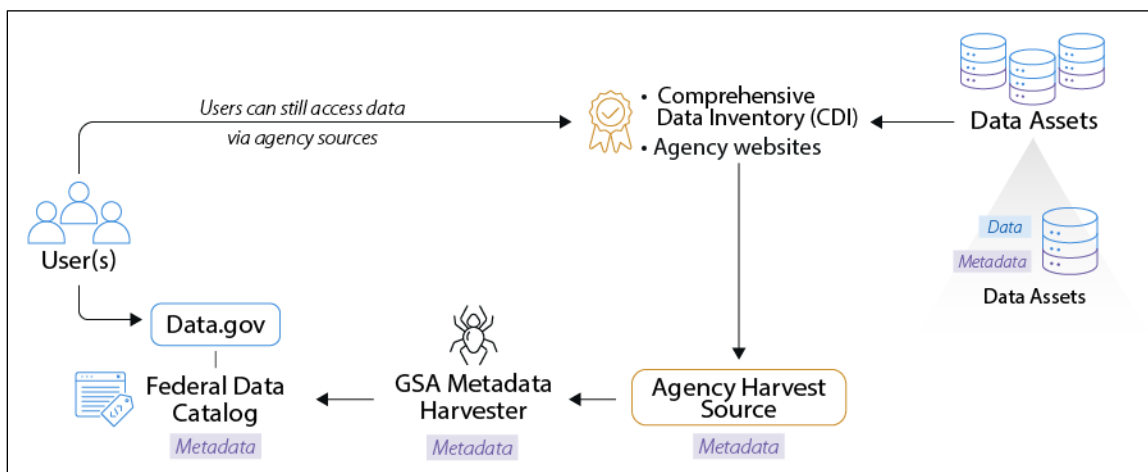 Users can still access data
via agency sources
• Comprehensive
Data Inventory (CDI)
• Agency websites
Data Assets
User(s)
Data
Metadata
Data Assets
Data.gov
Federal Data
Catalog
Metadata
GSA Metadata
Harvester
Metadata
Agency Harvest
Source
Metadata